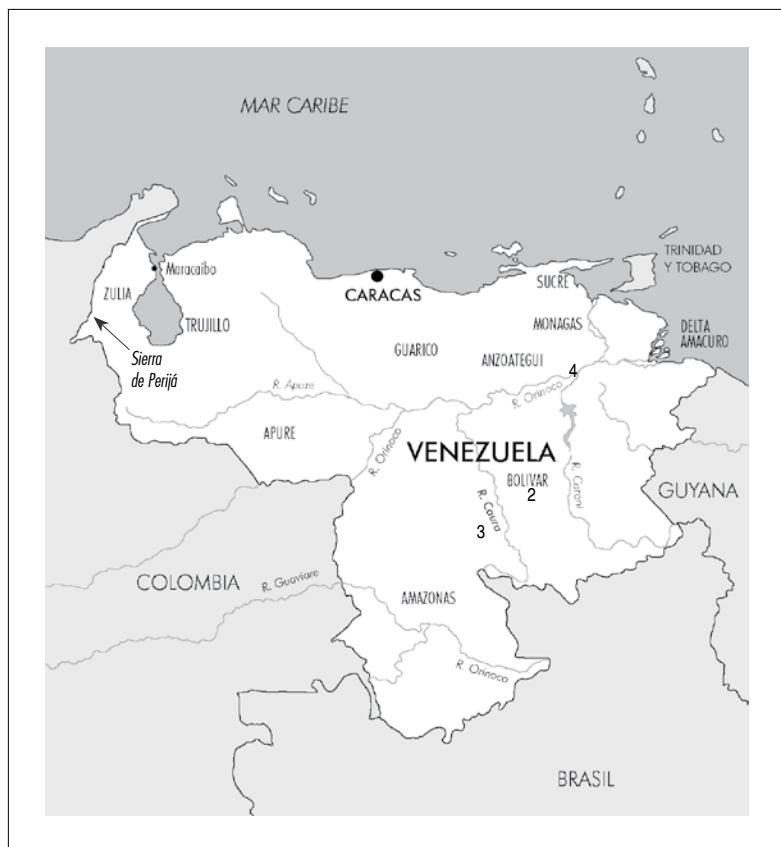 MAR CARIBE
TRINIDAD
Y TOBAGO
Maracaibo
SUCRE
ZULIA
CARACAS
TRUJILLO
MONAGAS
DELTA
AMACURO
GUARICO
ANZOATEGUI
Sierra
de Perijá
4
R. Apure
R. Orinoco
APURE
R. Orinoco
VENEZUELA
BOLIVAR
2
R. Caroni
GUYANA
R. Caura
3
COLOMBIA
R. Guaviare
AMAZONAS
R. Orinoco
BRASIL